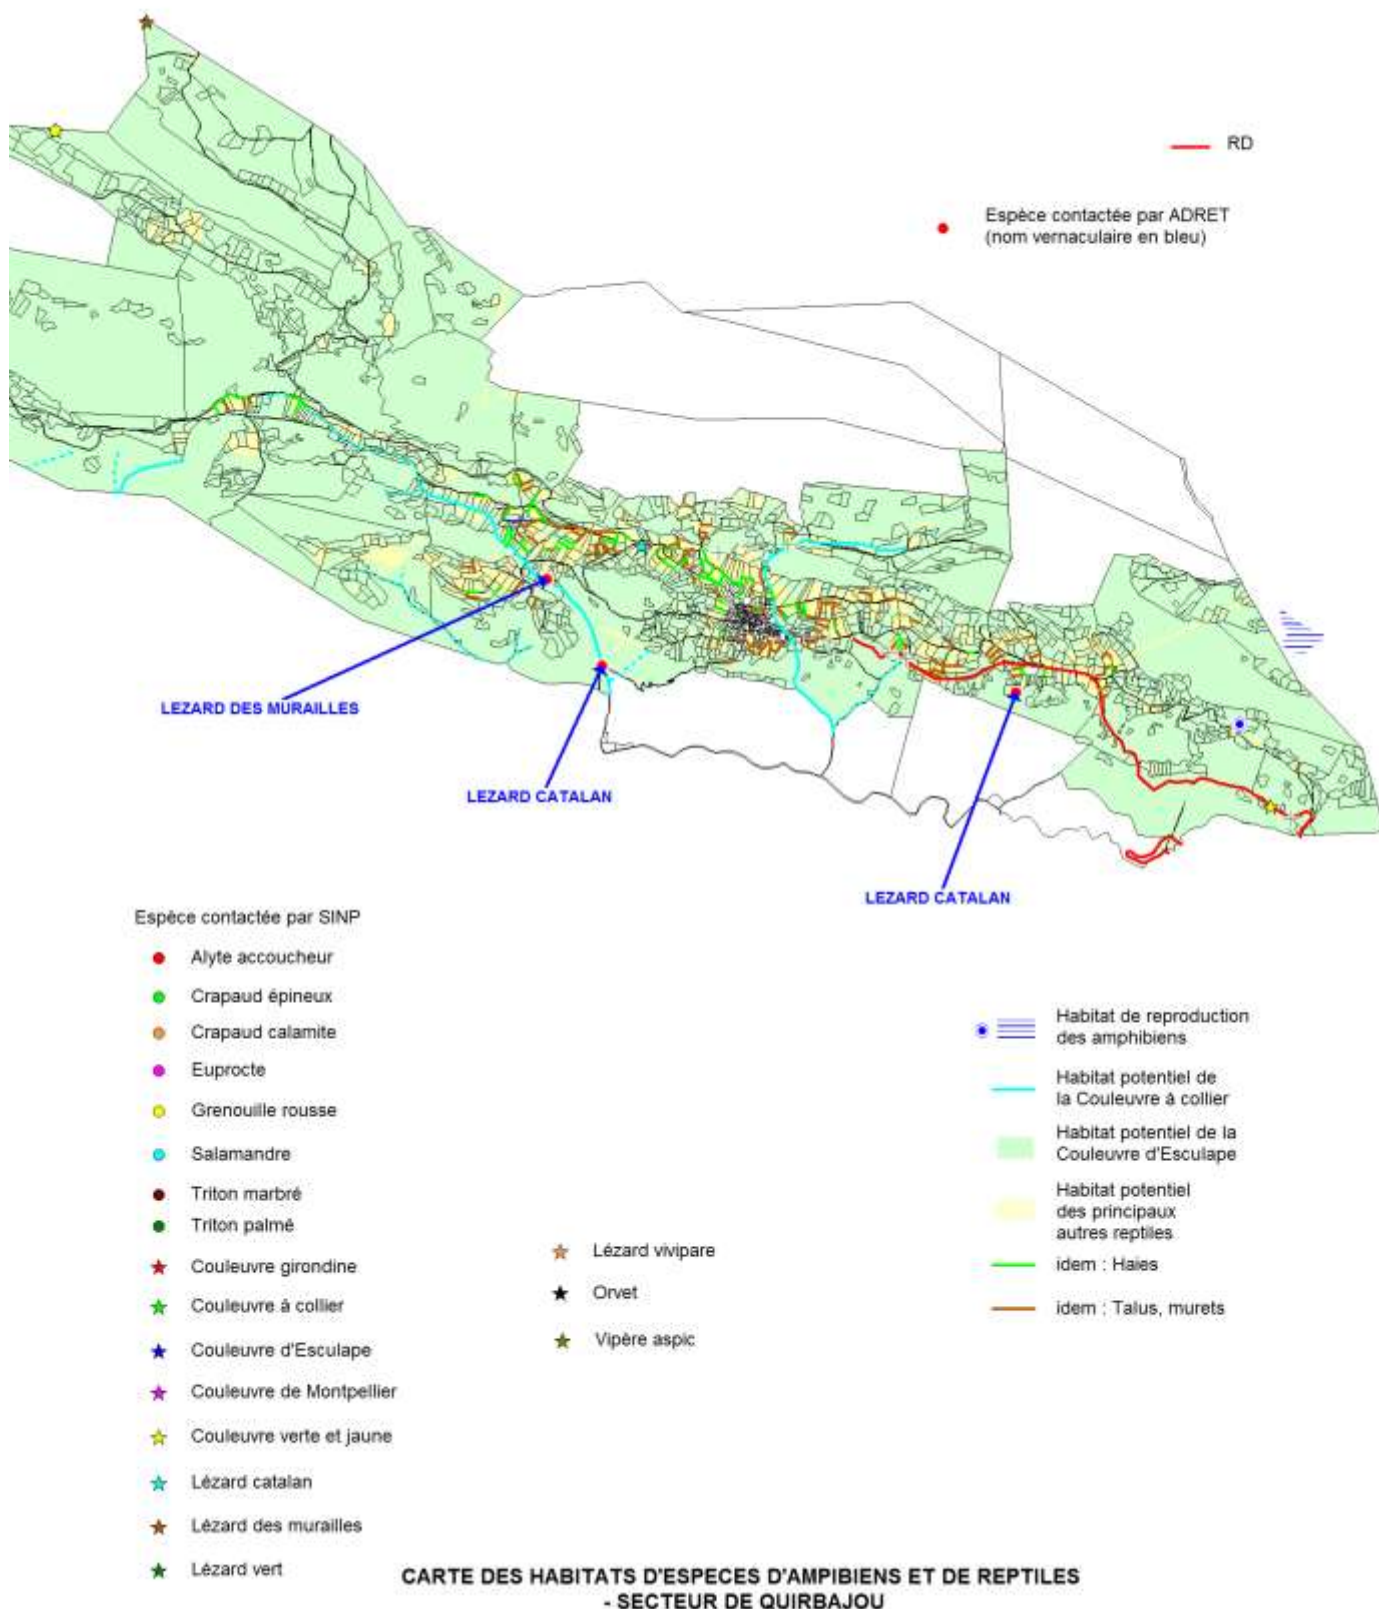 RD
Espèce contactée par ADRET
(nom vernaculaire en bleu)
LEZARD DES MURAILLES
LEZARD CATALAN
LEZARD CATALAN
Espèce contactée par SINP
Alyte accoucheur
Crapaud épineux
Crapaud calamite
Euprocte
Grenouille rousse
Salamandre
Triton marbré
Triton palmé
Couleuvre girondine
Couleuvre à collier
Couleuvre d'Esculape
Couleuvre de Montpellier
Couleuvre verte et jaune
Lézard catalan
Lézard des murailles
Lézard vert
Lézard vivipare
Orvet
Vipère aspic
Habitat de reproduction
des amphibiens
Habitat potentiel de
la Couleuvre à collier
Habitat potentiel de la
Couleuvre d'Esculape
Habitat potentiel
des principaux
autres reptiles
idem : Haies
idem : Talus, murets
CARTE DES HABITATS D'ESPECES D'AMPIBIENS ET DE REPTILES
- SECTEUR DE QUIRBAJOU